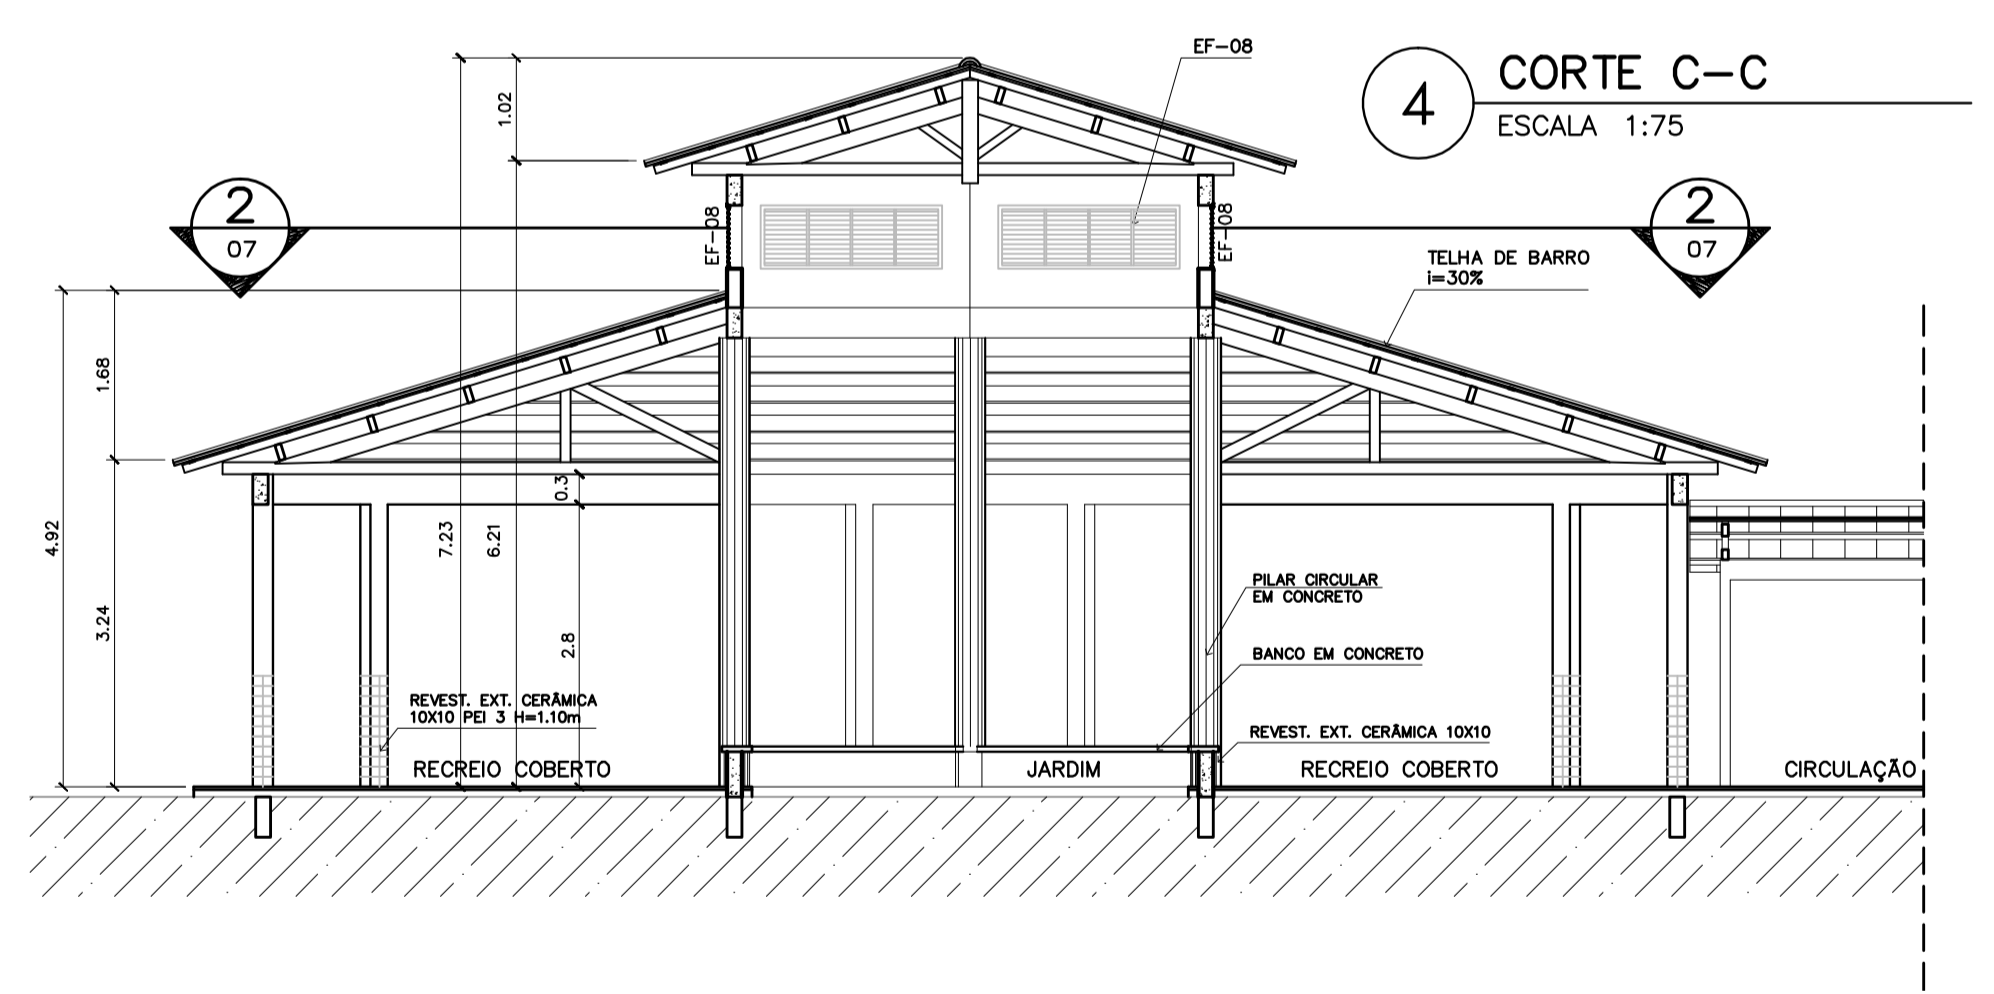 EF-08
4
CORTE C-C
ESCALA 1:75
1.02
2
07
EF-08
EF-08
2
07
TELHA DE BARRO
i=30%
1.68
0.3
4.92
7.23
6.21
3.24
2.8
PILAR CIRCULAR
EM CONCRETO
BANCO EM CONCRETO
REVEST. EXT. CERÂMICA
10X10 PEI 3 H=1.10m
REVEST. EXT. CERÂMICA 10X10
RECREIO COBERTO
JARDIM
RECREIO COBERTO
CIRCULAÇÃO